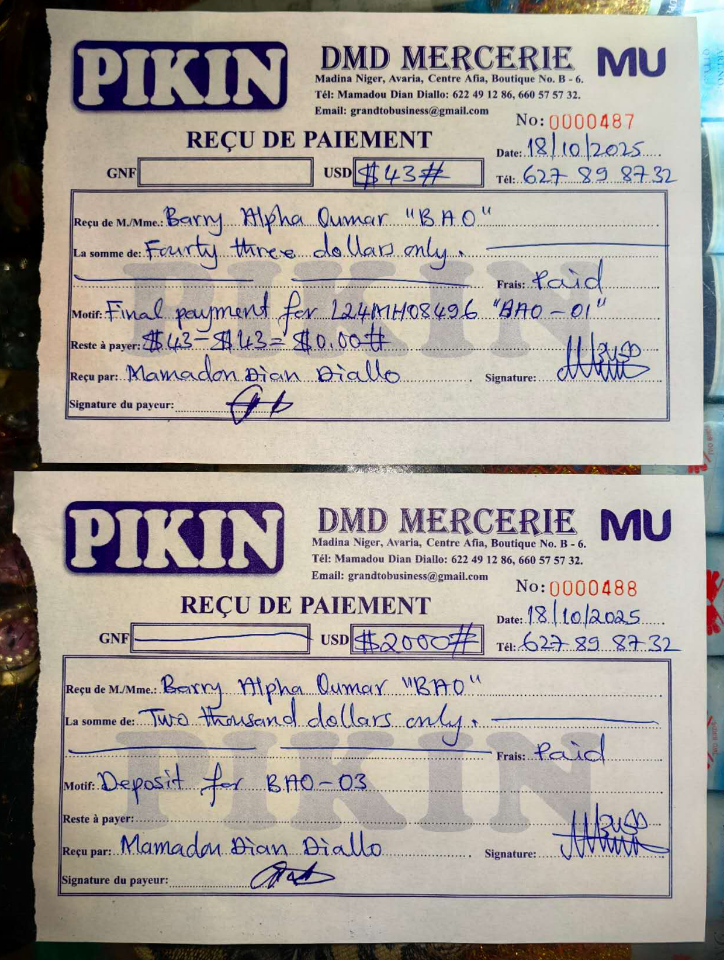 PIKIN
DMD MERCERIE MU
Madina Niger, Avaria, Centre Afia, Boutique No. B - 6.
Tél: Mamadou Dian Diallo: 622 49 12 86, 660 57 57 32.
Email: grandtobusiness@gmail.com
No: 0000487
REÇU DE PAIEMENT
Date: 18/10/2025
GNF USD $43#
Tél: 627 89 87 32
Reçu de M./Mme.: Barry Alpha Oumar "BAO"
La somme de: Fourty three dollars only.
Frais: Paid
Motif: Final payment for L24MH08496 "BAO-01"
Reste à payer: $43-$43=$0.00#
Reçu par: Mamadou Dian Diallo Signature:
Signature du payeur:
PIKIN
PIKIN
DMD MERCERIE MU
Madina Niger, Avaria, Centre Afia, Boutique No. B - 6.
Tél: Mamadou Dian Diallo: 622 49 12 86, 660 57 57 32.
Email: grandtobusiness@gmail.com
No: 0000488
REÇU DE PAIEMENT
Date: 18/10/2025
GNF USD $2000#
Tél: 627 89 87 32
Reçu de M./Mme.: Barry Alpha Oumar "BAO"
La somme de: Two thousand dollars only.
Frais: Paid
Motif: Deposit for BAO-03
Reste à payer:
Reçu par: Mamadou Dian Diallo Signature:
Signature du payeur:
PIKIN